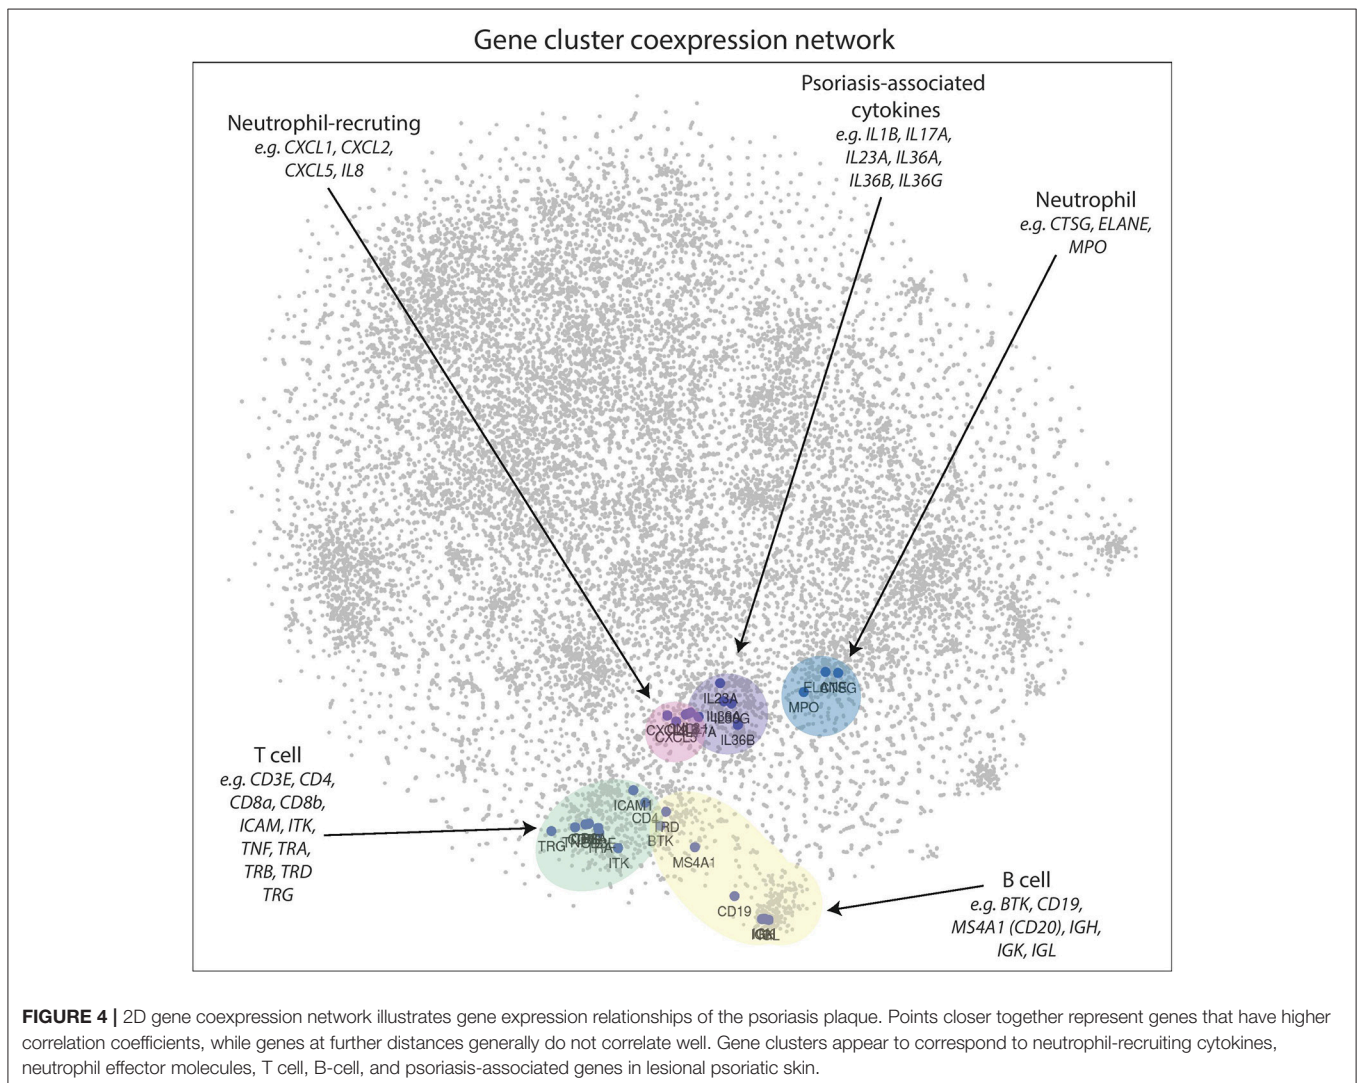 Gene cluster coexpression network
Neutrophil-recruting
e.g. CXCL1, CXCL2,
CXCL5, IL8
Psoriasis-associated
cytokines
e.g. IL1B, IL17A,
IL23A, IL36A,
IL36B, IL36G
Neutrophil
e.g. CTSG, ELANE,
MPO
IL23A
MPO
IL36B
CXCL5
T cell
e.g. CD3E, CD4,
CD8a, CD8b,
ICAM, ITK,
TNF, TRA,
TRB, TRD
TRG
ICAM1
CD4
TRD
BTK
TRG
TRA
ITK
MS4A1
CD19
B cell
e.g. BTK, CD19,
MS4A1 (CD20), IGH,
IGK, IGL
FIGURE 4 | 2D gene coexpression network illustrates gene expression relationships of the psoriasis plaque. Points closer together represent genes that have higher
correlation coefficients, while genes at further distances generally do not correlate well. Gene clusters appear to correspond to neutrophil-recruiting cytokines,
neutrophil effector molecules, T cell, B-cell, and psoriasis-associated genes in lesional psoriatic skin.